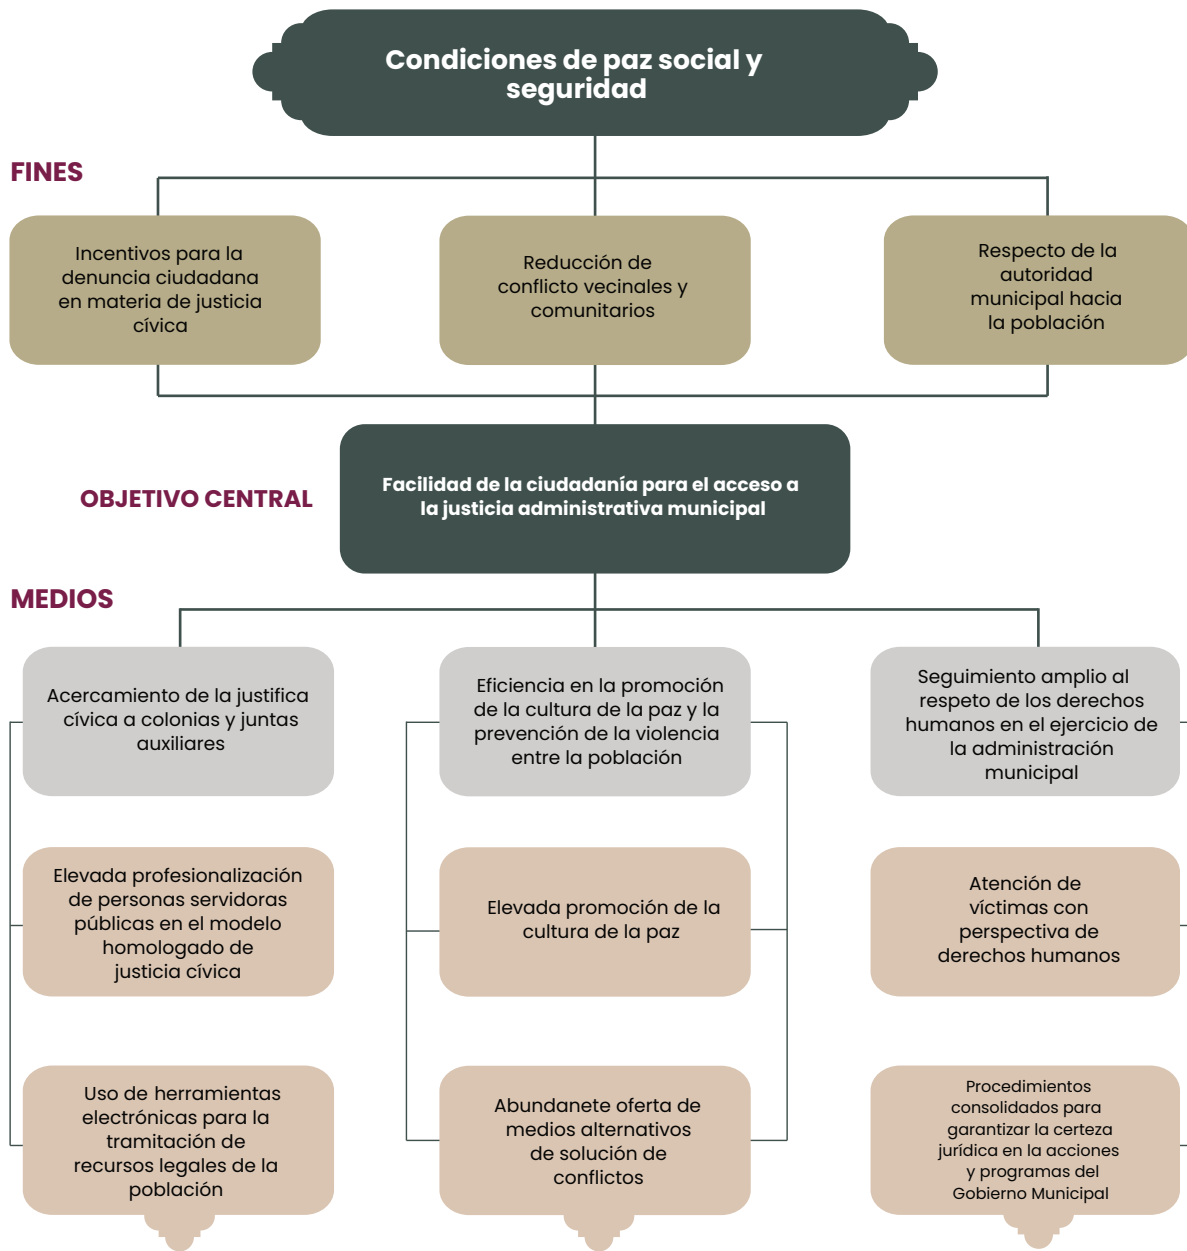 Condiciones de paz social y
seguridad
FINES
Incentivos para la
denuncia ciudadana
en materia de justicia
cívica
Reducción de
conflicto vecinales y
comunitarios
Respecto de la
autoridad
municipal hacia
la población
OBJETIVO CENTRAL
Facilidad de la ciudadanía para el acceso a
la justicia administrativa municipal
MEDIOS
Acercamiento de la justifica
cívica a colonias y juntas
auxiliares
Eficiencia en la promoción
de la cultura de la paz y la
prevención de la violencia
entre la población
Seguimiento amplio al
respeto de los derechos
humanos en el ejercicio de
la administración
municipal
Elevada profesionalización
de personas servidoras
públicas en el modelo
homologado de
justicia cívica
Elevada promoción de la
cultura de la paz
Atención de
víctimas con
perspectiva de
derechos humanos
Uso de herramientas
electrónicas para la
tramitación de
recursos legales de la
población
Abundanete oferta de
medios alternativos
de solución de
conflictos
Procedimientos
consolidados para
garantizar la certeza
jurídica en la acciones
y programas del
Gobierno Municipal